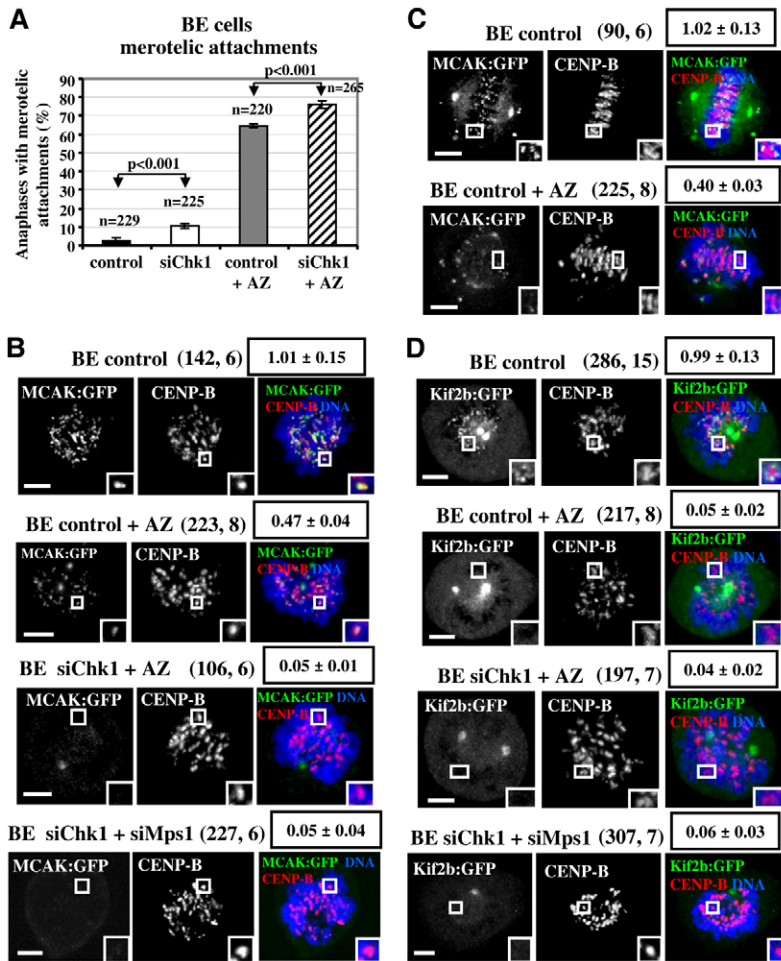 A
BE cells
merotelic attachments
Anaphases with merotelic
attachments (%)
90
80
70
60
50
40
30
20
10
0
p<0.001
n=229
n=225
p<0.001
n=220
n=265
control
siChk1
control
+ AZ
siChk1
+ AZ
B
BE control (142, 6) 1.01 ± 0.15
MCAK:GFP CENP-B MCAK:GFP
CENP-B DNA
BE control + AZ (223, 8) 0.47 ± 0.04
MCAK:GFP CENP-B MCAK:GFP
CENP-B DNA
BE siChk1 + AZ (106, 6) 0.05 ± 0.01
MCAK:GFP CENP-B MCAK:GFP DNA
CENP-B
BE siChk1 + siMps1 (227, 6) 0.05 ± 0.04
MCAK:GFP CENP-B MCAK:GFP DNA
CENP-B
C
BE control (90, 6) 1.02 ± 0.13
MCAK:GFP CENP-B MCAK:GFP
CENP-B DNA
BE control + AZ (225, 8) 0.40 ± 0.03
MCAK:GFP CENP-B MCAK:GFP
CENP-B DNA
D
BE control (286, 15) 0.99 ± 0.13
Kif2b:GFP CENP-B Kif2b:GFP
CENP-B DNA
BE control + AZ (217, 8) 0.05 ± 0.02
Kif2b:GFP CENP-B Kif2b:GFP
CENP-B DNA
BE siChk1 + AZ (197, 7) 0.04 ± 0.02
Kif2b:GFP CENP-B Kif2b:GFP
CENP-B DNA
BE siChk1 + siMps1 (307, 7) 0.06 ± 0.03
Kif2b:GFP CENP-B Kif2b:GFP
CENP-B DNA